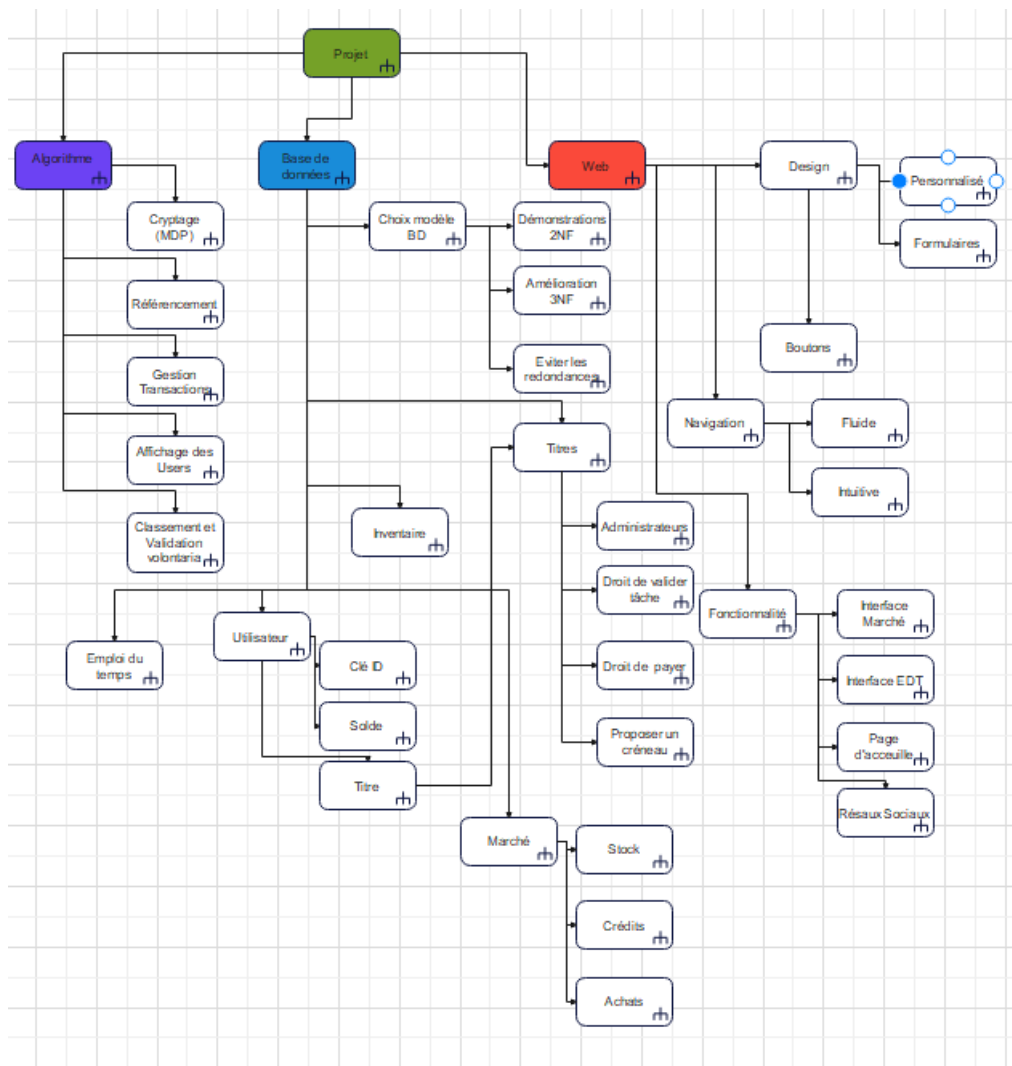 Projet
Algorithme
Base de
données
Web
Design
Personnalisé
Formulaires
Boutons
Cryptage
(MDP)
Référencement
Gestion
Transactions
Affichage des
Users
Classement et
Validation
volontaria
Choix modèle
BD
Démonstrations
2NF
Amélioration
3NF
Eviter les
redondances
Titres
Administrateurs
Droit de valider
tâche
Droit de payer
Proposer un
créneau
Inventaire
Emploi du
temps
Utilisateur
Clé ID
Solde
Titre
Marché
Stock
Crédits
Achats
Navigation
Fluide
Intuitive
Fonctionnalité
Interface
Marché
Interface EDT
Page
d'acceuille
Résaux Sociaux